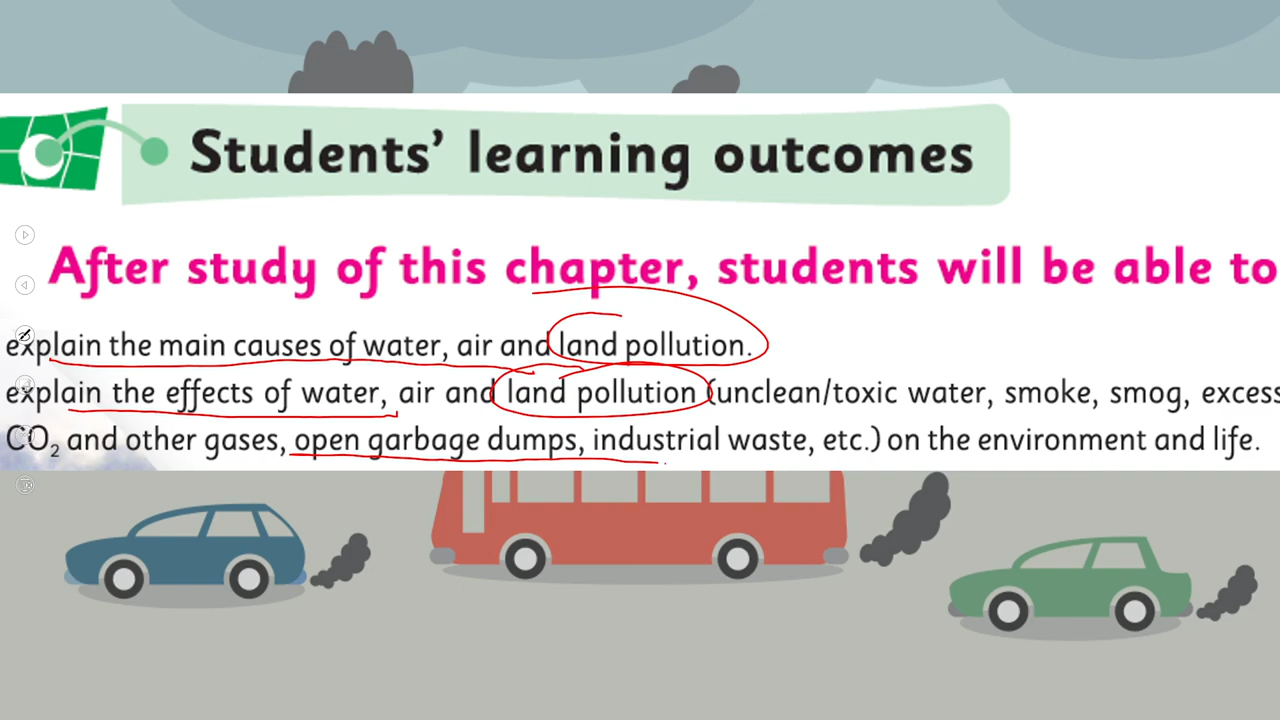 Students’ learning outcomes
After study of this chapter, students will be able to
explain the main causes of water, air and land pollution.
explain the effects of water, air and land pollution (unclean/toxic water, smoke, smog, excess
CO₂ and other gases, open garbage dumps, industrial waste, etc.) on the environment and life.